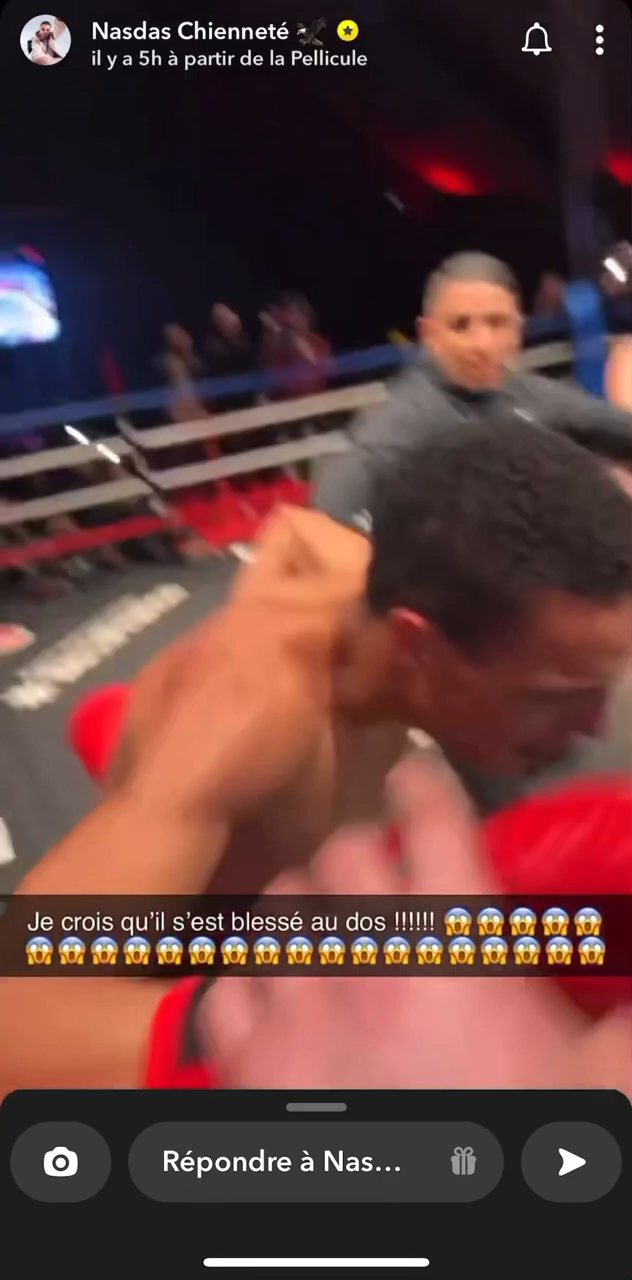 Nasdas Chienneté 🦅
il y a 5h à partir de la Pellicule
Je crois qu’il s’est blessé au dos !!!!!! 😱😱😱😱😱
😱😱😱😱😱😱😱😱😱😱😱😱😱😱😱😱😱😱
Répondre à Nas...